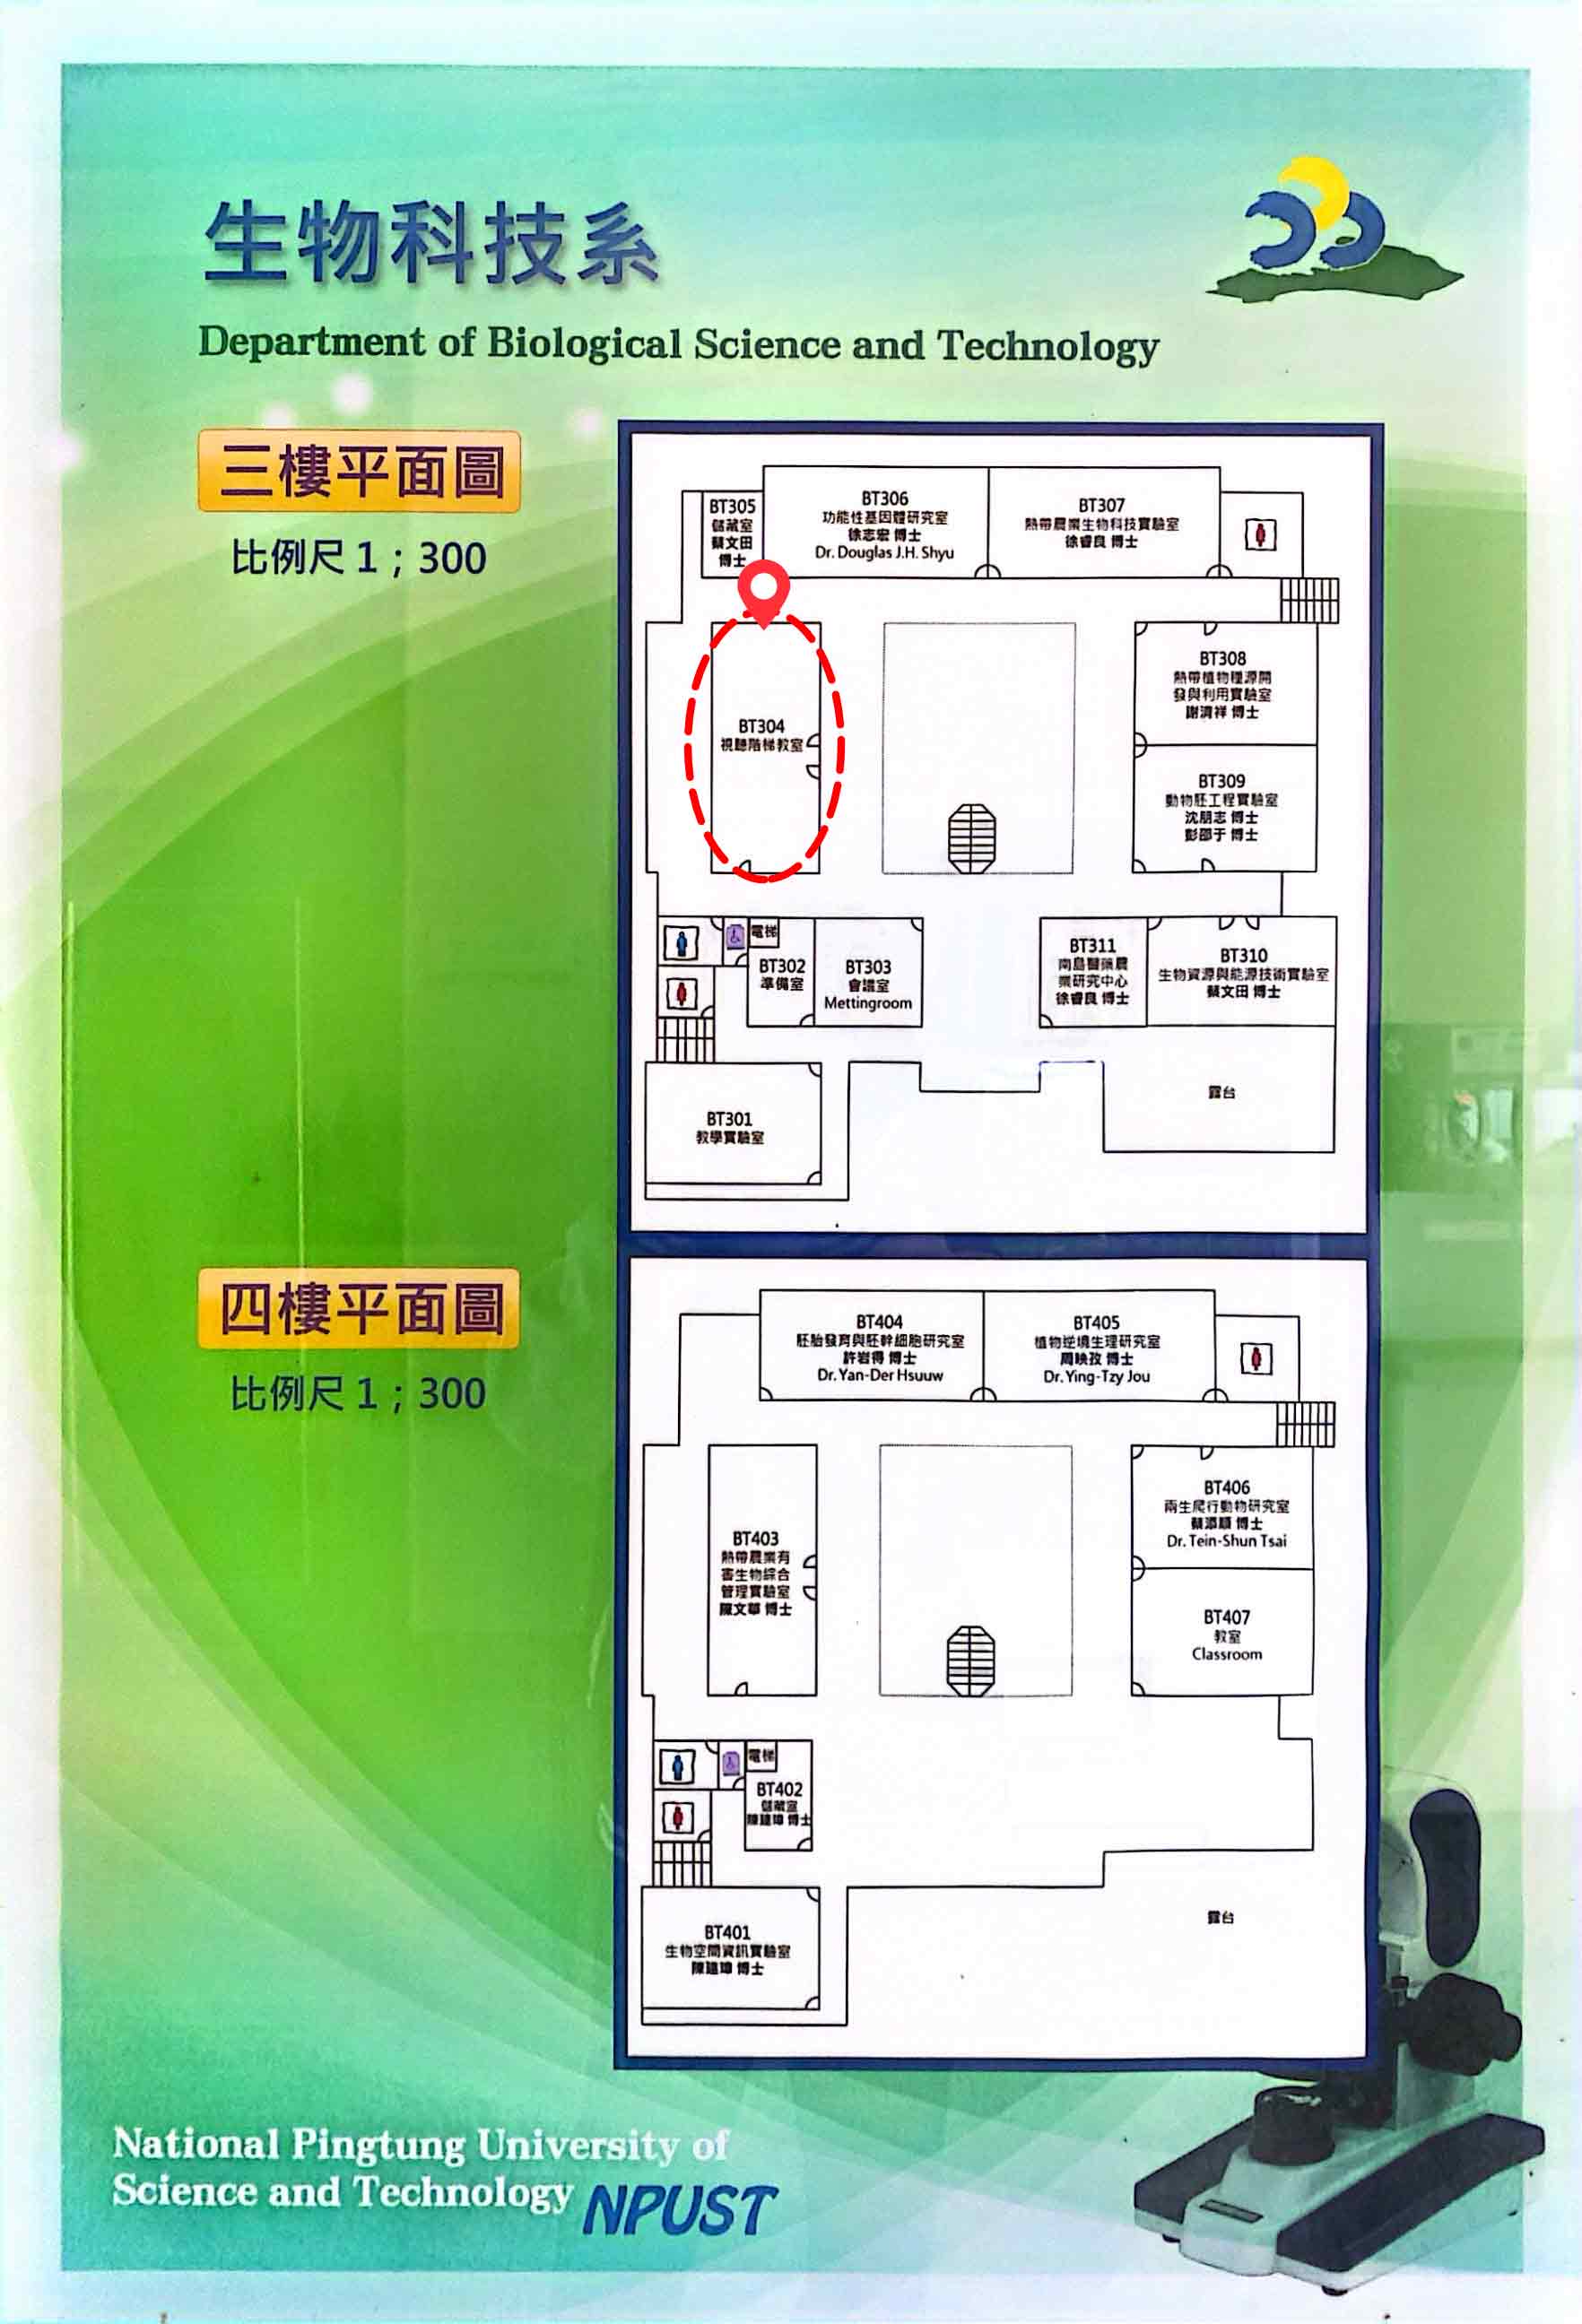 生物科技系
Department of Biological Science and Technology
三樓平面圖
比例尺 1；300
BT305
儲藏室
蔡文田
博士
BT306
功能性基因體研究室
徐志宏 博士
Dr. Douglas J.H. Shyu
BT307
熱帶農業生物科技實驗室
徐睿良 博士
BT304
視聽階梯教室
BT308
熱帶植物種源開
發與利用實驗室
謝清祥 博士
BT309
動物胚工程實驗室
沈朋志 博士
彭劭于 博士
電梯
BT302
準備室
BT303
會議室
Mettingroom
BT311
南島醫藥農
業研究中心
徐睿良 博士
BT310
生物資源與能源技術實驗室
蔡文田 博士
BT301
教學實驗室
露台
四樓平面圖
比例尺 1；300
BT404
胚胎發育與胚幹細胞研究室
許岩得 博士
Dr. Yan-Der Hsuuw
BT405
植物逆境生理研究室
周映孜 博士
Dr. Ying-Tzy Jou
BT403
熱帶農業有
害生物綜合
管理實驗室
陳文華 博士
BT406
兩生爬行動物研究室
蔡添順 博士
Dr. Tein-Shun Tsai
BT407
教室
Classroom
電梯
BT402
儲藏室
陳建璋 博士
BT401
生物空間資訊實驗室
陳建璋 博士
露台
National Pingtung University of
Science and Technology NPUST